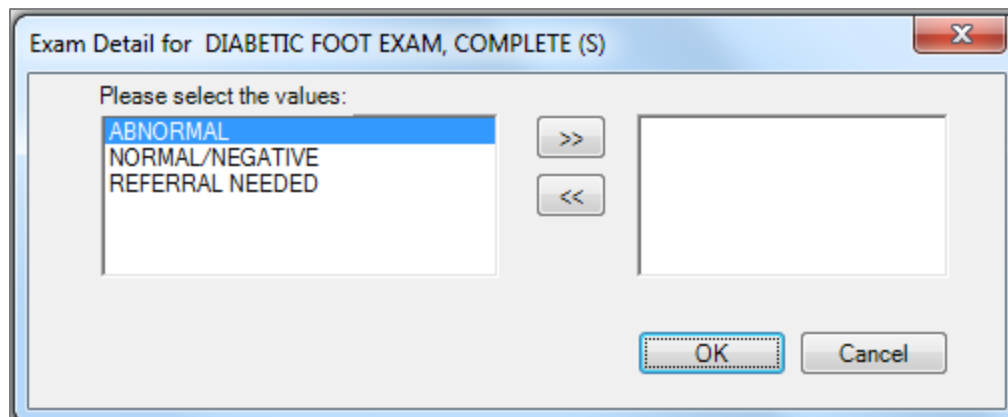 Exam Detail for DIABETIC FOOT EXAM, COMPLETE (S)
X
Please select the values:
ABNORMAL
NORMAL/NEGATIVE
REFERRAL NEEDED
>>
<<
OK
Cancel